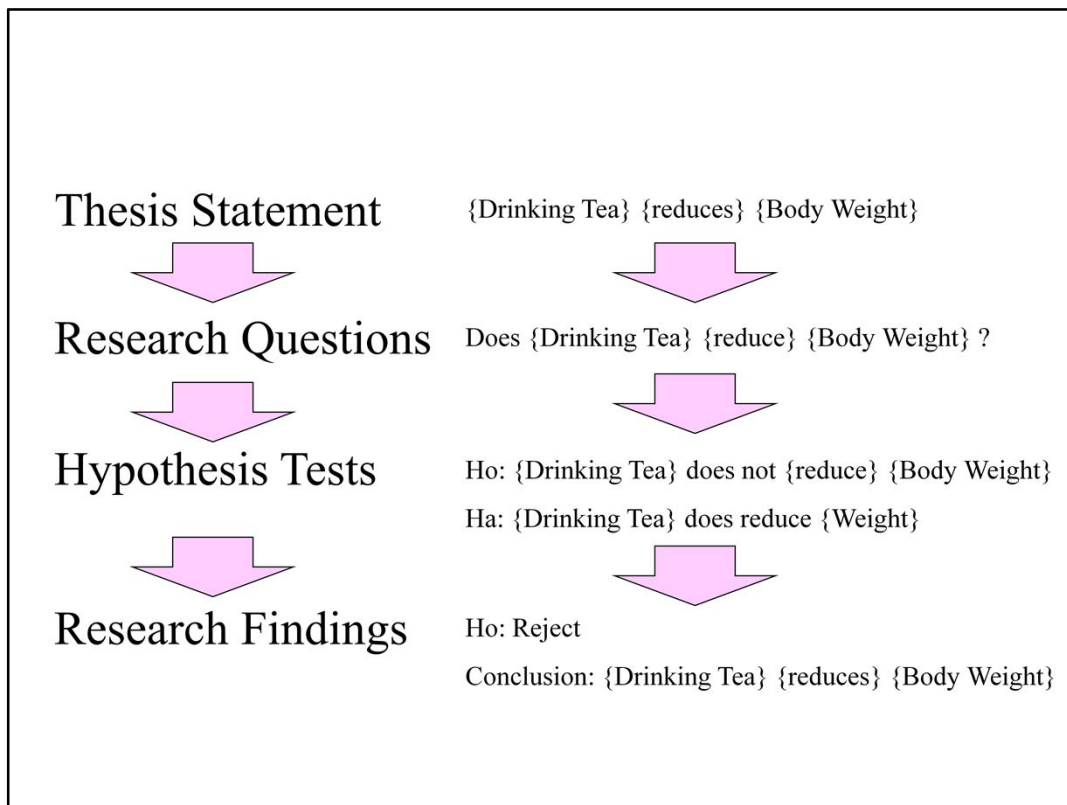 Thesis Statement
{Drinking Tea} {reduces} {Body Weight}
Research Questions
Does {Drinking Tea} {reduce} {Body Weight} ?
Hypothesis Tests
Ho: {Drinking Tea} does not {reduce} {Body Weight}
Ha: {Drinking Tea} does reduce {Weight}
Research Findings
Ho: Reject
Conclusion: {Drinking Tea} {reduces} {Body Weight}